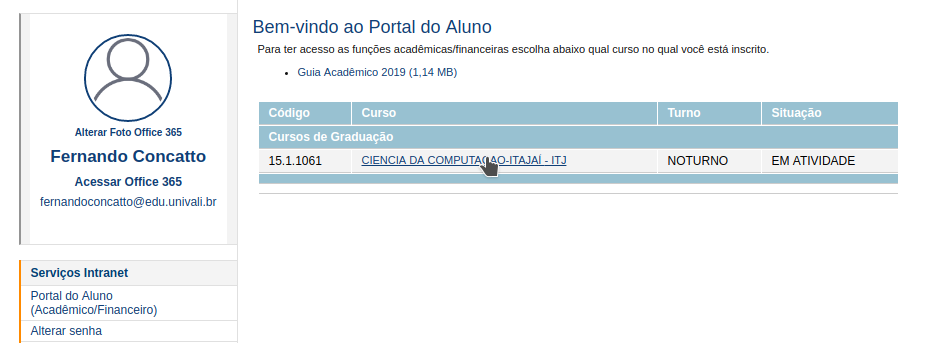 Alterar Foto Office 365
Fernando Concatto
Acessar Office 365
fernandoconcatto@edu.univali.br
Serviços Intranet
Portal do Aluno
(Acadêmico/Financeiro)
Alterar senha
Bem-vindo ao Portal do Aluno
Para ter acesso as funções acadêmicas/financeiras escolha abaixo qual curso no qual você está inscrito.
Guia Acadêmico 2019 (1,14 MB)
Código Curso Turno Situação
Cursos de Graduação
15.1.1061 CIENCIA DA COMPUTAÇAO-ITAJAÍ - ITJ NOTURNO EM ATIVIDADE